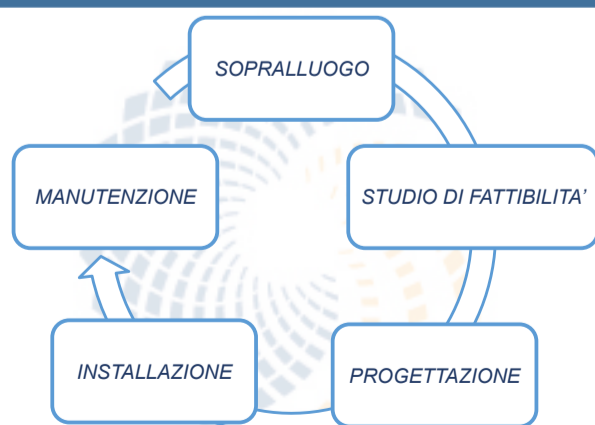 SOPRALLUOGO
STUDIO DI FATTIBILITA’
PROGETTAZIONE
INSTALLAZIONE
MANUTENZIONE